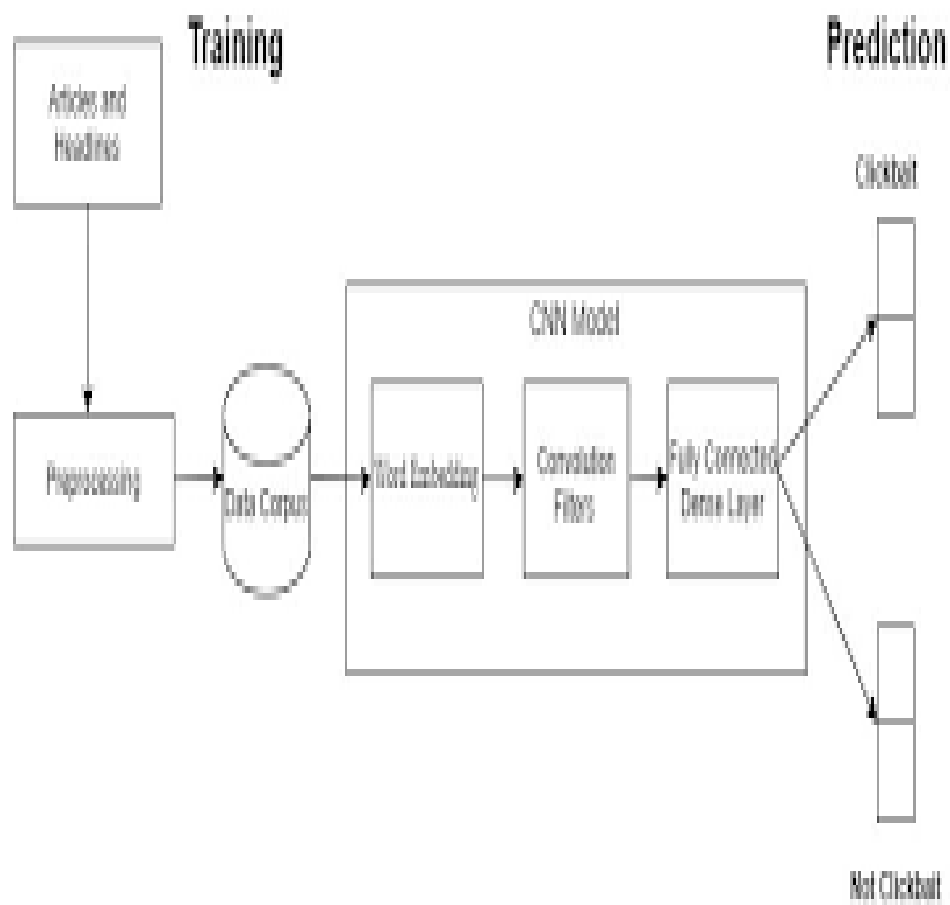 Training
Prediction
Articles and
Headlines
Clickbait
CNN Model
Preprocessing
Data Corpus
Word Embedding
Convolution
Filters
Fully Connected
Dense Layer
Not Clickbait